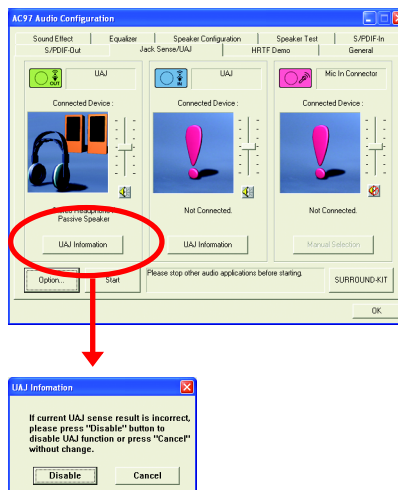 AC97 Audio Configuration
Sound Effect Equalizer Speaker Configuration Speaker Test S/PDIF-In
S/PDIF-Out Jack Sense/UAJ HRTF Demo General
OUT UAJ
IN UAJ
Mic In Connector
Connected Device :
Connected Device :
Connected Device :
Passive Speaker
Not Connected.
Not Connected.
UAJ Information
UAJ Information
Manual Selection
Option... Start Please stop other audio applications before starting. SURROUND-KIT
OK
UAJ Infomation
If current UAJ sense result is incorrect,
please press "Disable" button to
disable UAJ function or press "Cancel"
without change.
Disable Cancel